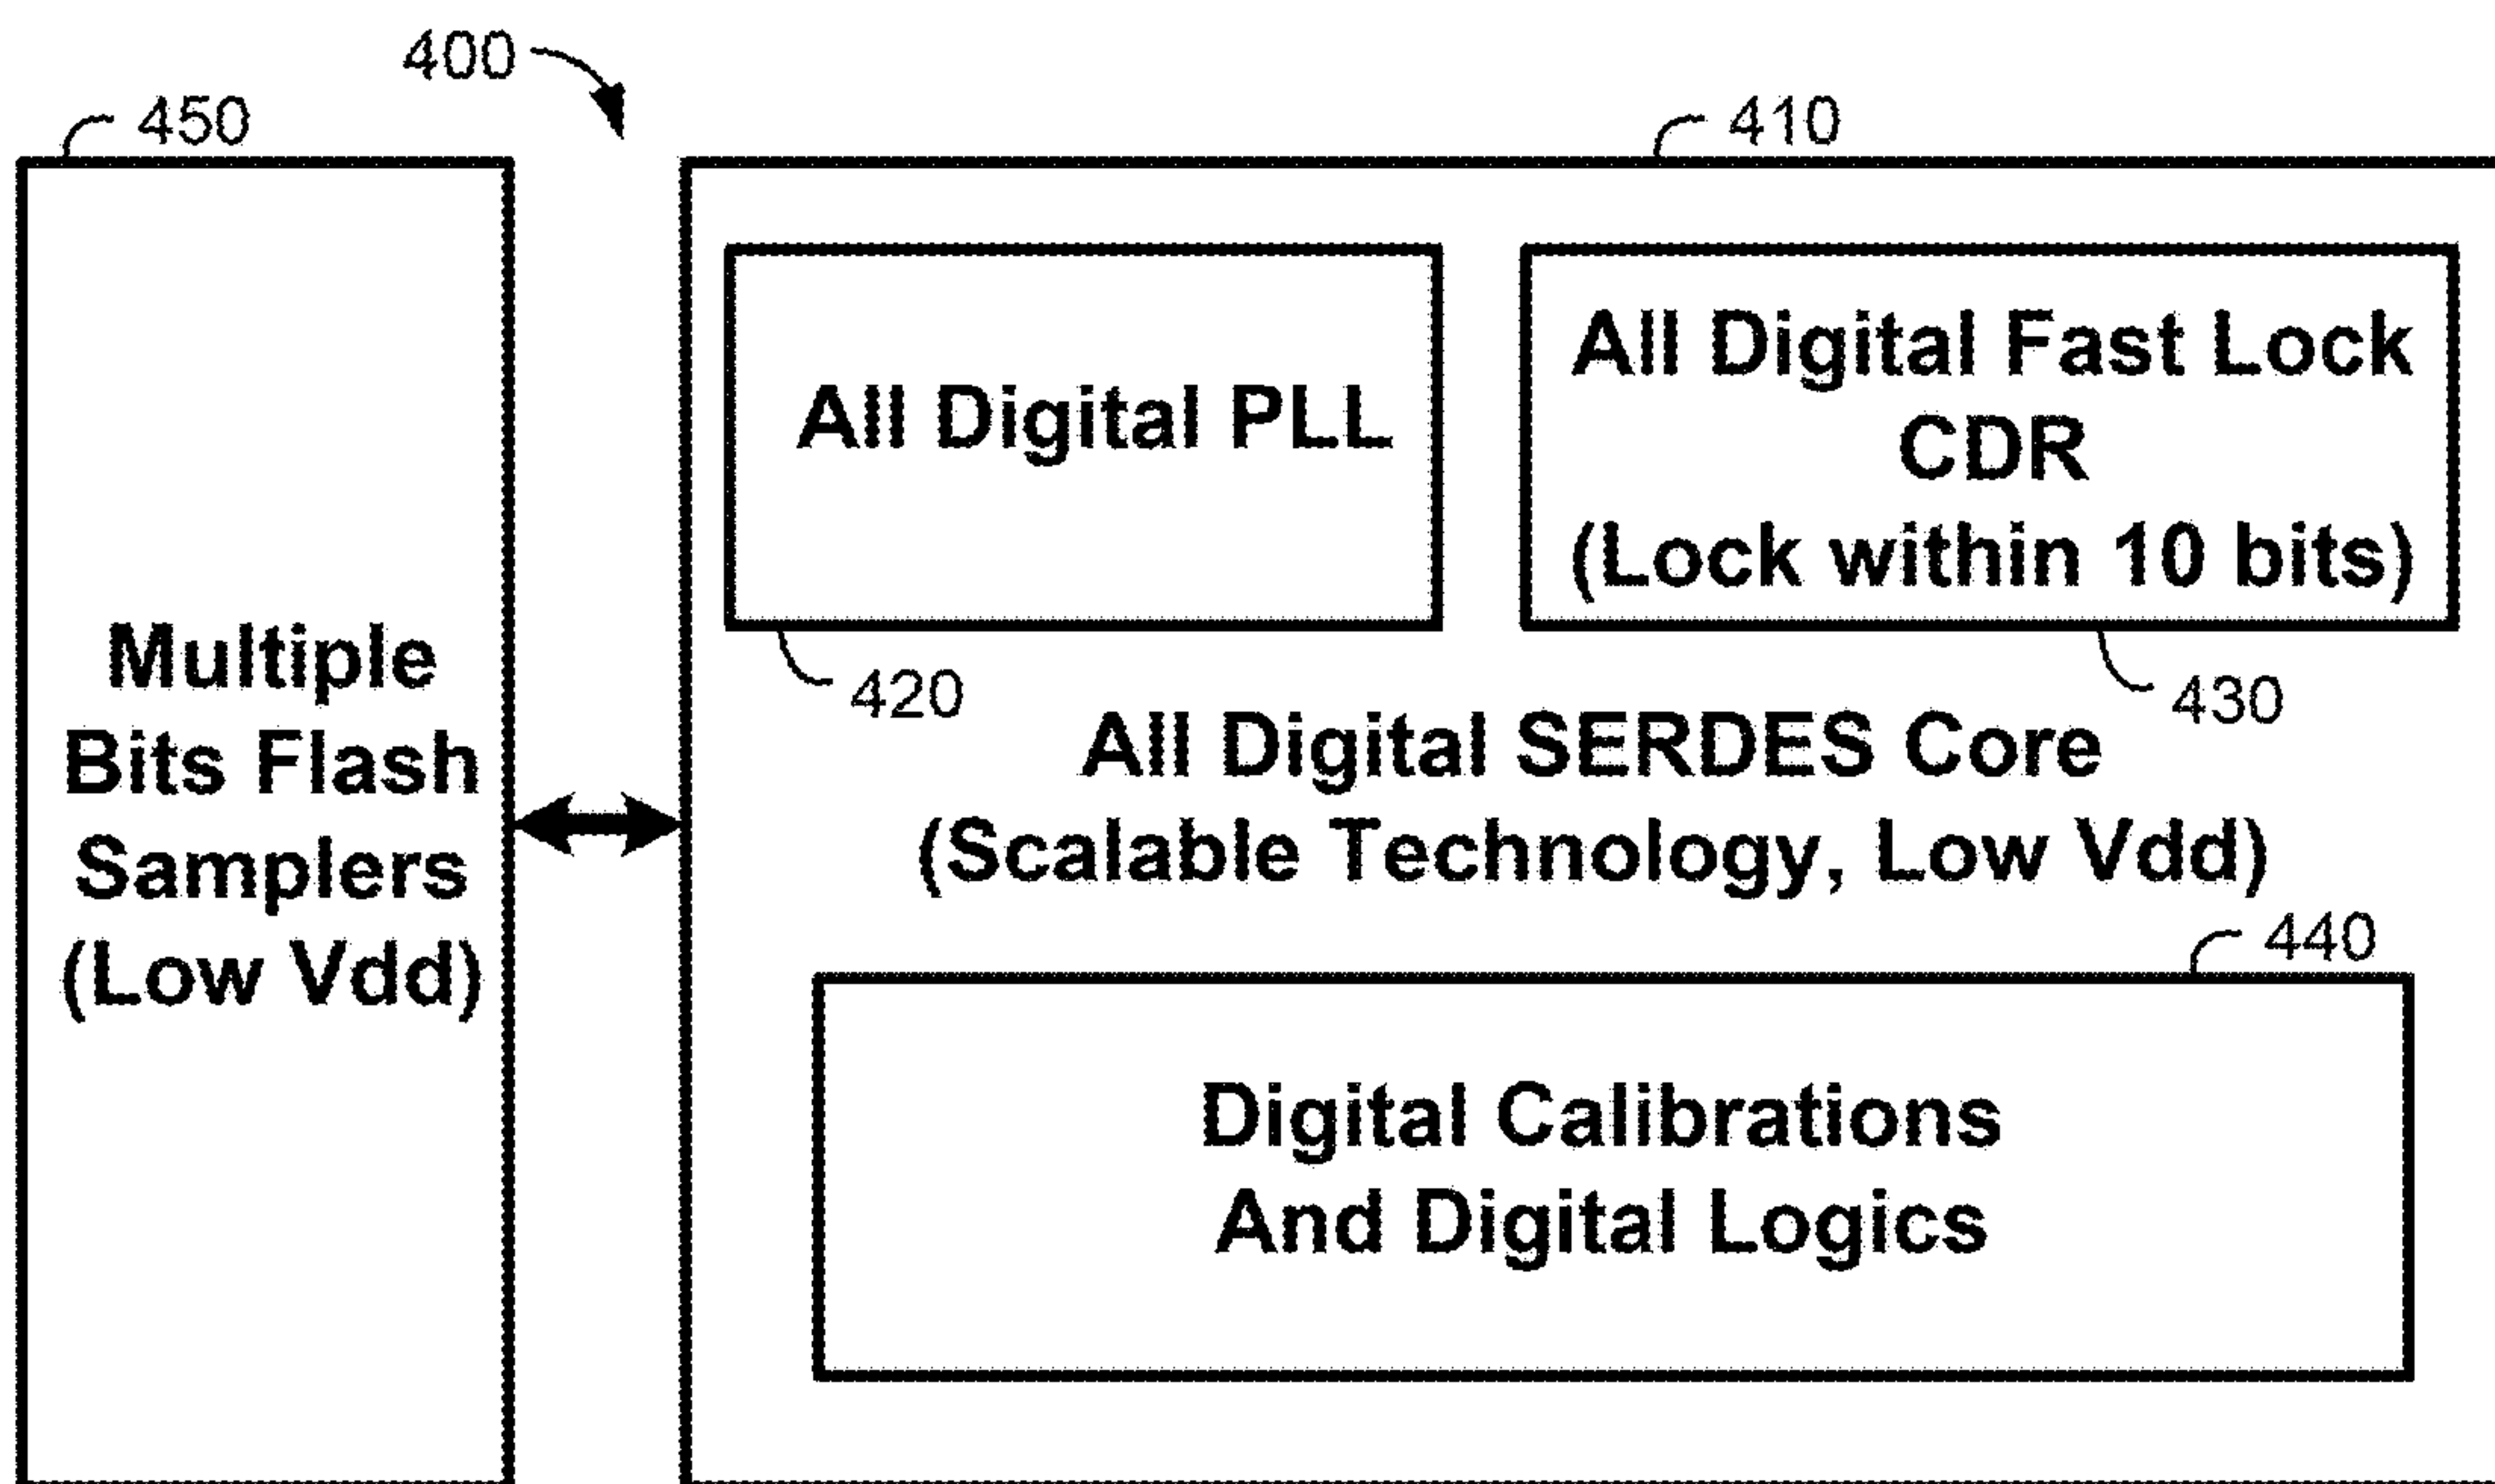 400
450
410
All Digital PLL
All Digital Fast Lock
CDR
(Lock within 10 bits)
420
430
Multiple
Bits Flash
Samplers
(Low Vdd)
All Digital SERDES Core
(Scalable Technology, Low Vdd)
440
Digital Calibrations
And Digital Logics